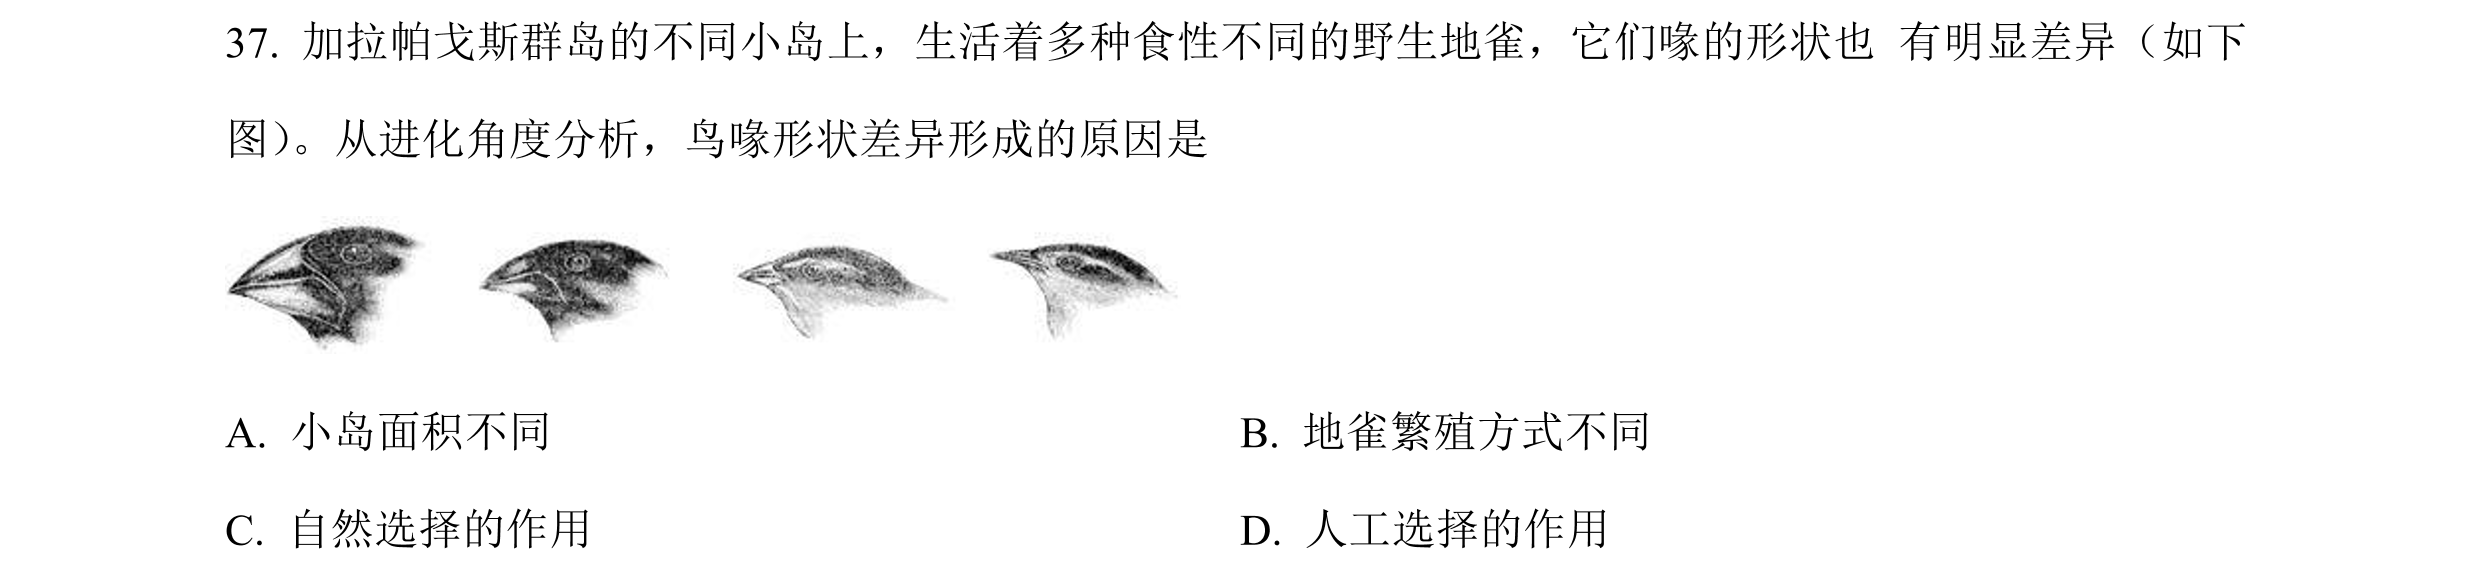 37. 加拉帕戈斯群岛的不同小岛上，生活着多种食性不同的野生地雀，它们喙的形状也 有明显差异（如下
图）。从进化角度分析，鸟喙形状差异形成的原因是
A. 小岛面积不同 B. 地雀繁殖方式不同
C. 自然选择的作用 D. 人工选择的作用